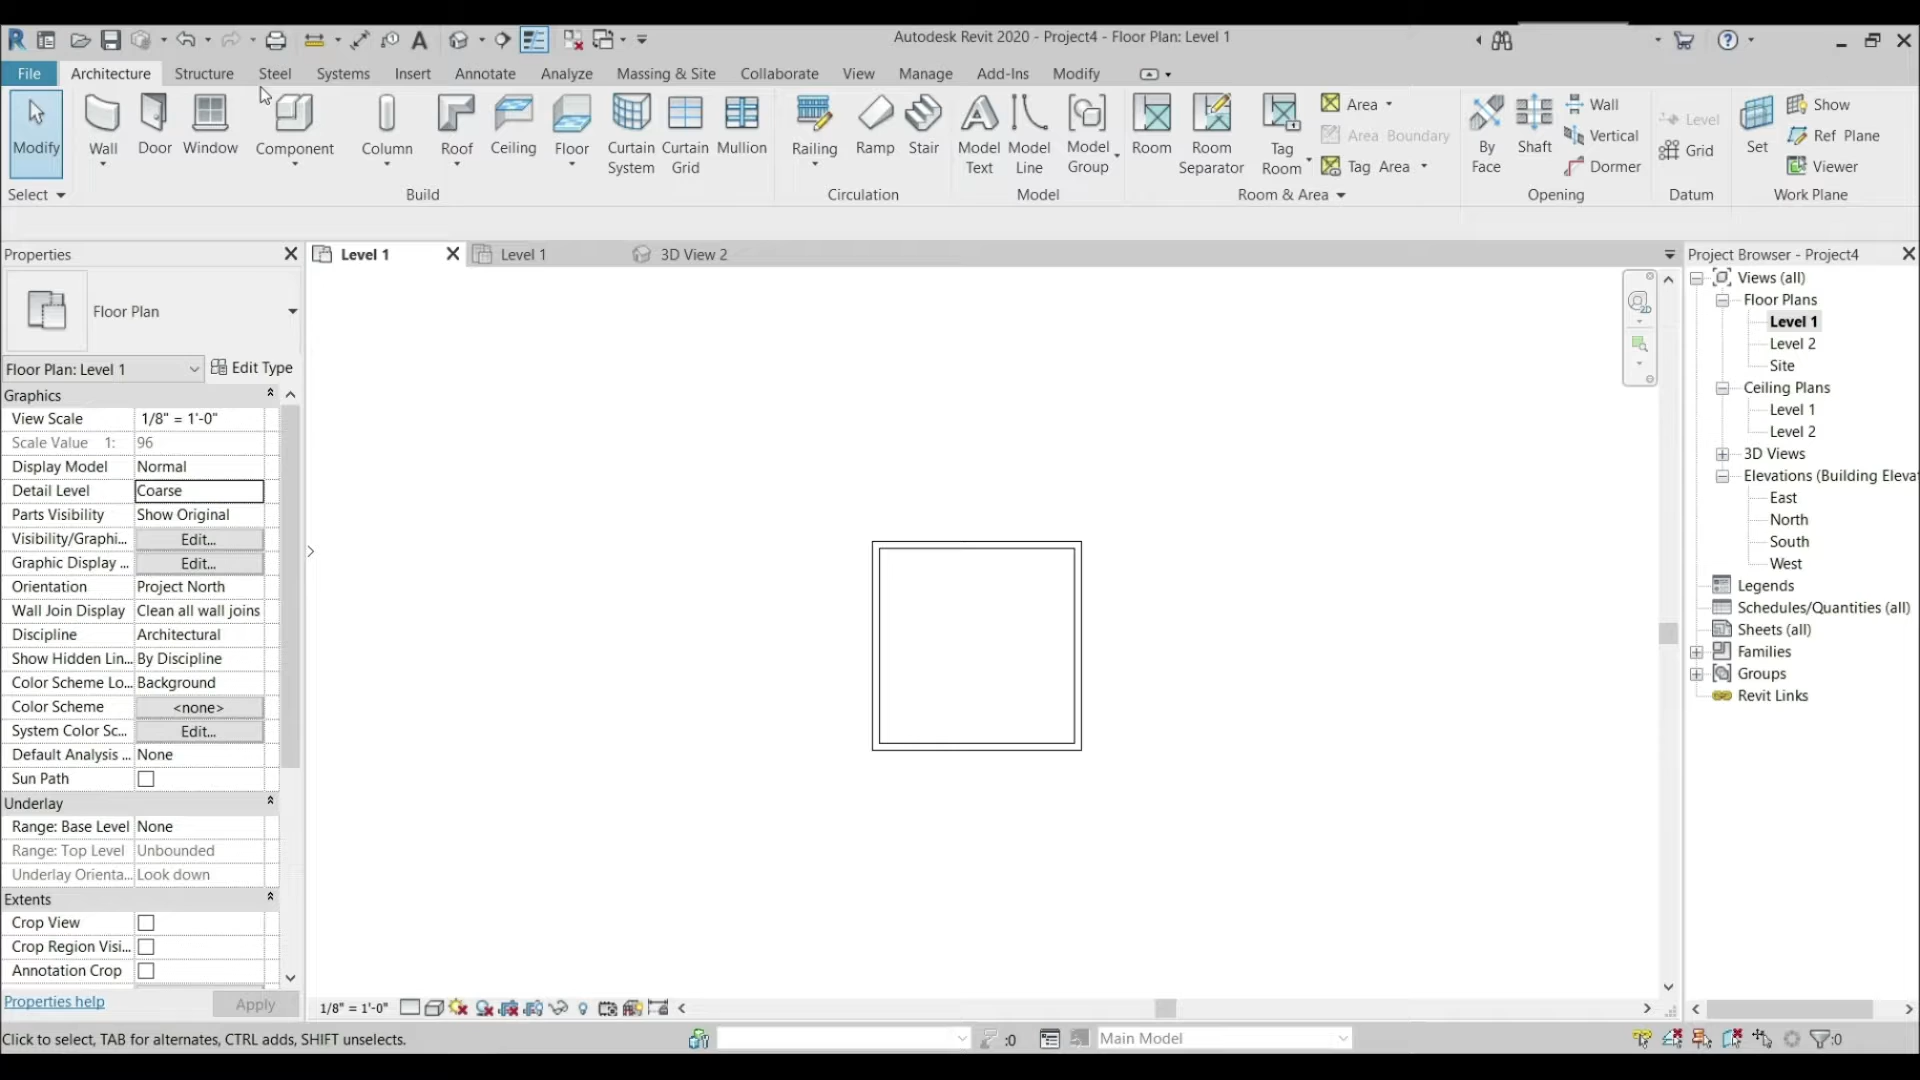 Autodesk Revit 2020 - Project4 - Floor Plan: Level 1
File Architecture Structure Steel Systems Insert Annotate Analyze Massing & Site Collaborate View Manage Add-Ins Modify
Modify Wall Door Window Component Column Roof Ceiling Floor Curtain System Curtain Grid Mullion Railing Ramp Stair Model Text Model Line Model Group Room Room Separator Tag Room Area Area Boundary Tag Area By Face Shaft Wall Vertical Dormer Level Grid Set Show Ref Plane Viewer
Select Build Circulation Model Room & Area Opening Datum Work Plane
Properties
Floor Plan
Floor Plan: Level 1 Edit Type
Graphics
View Scale 1/8" = 1'-0"
Scale Value 1: 96
Display Model Normal
Detail Level Coarse
Parts Visibility Show Original
Visibility/Graphi... Edit...
Graphic Display ... Edit...
Orientation Project North
Wall Join Display Clean all wall joins
Discipline Architectural
Show Hidden Lin... By Discipline
Color Scheme Lo... Background
Color Scheme <none>
System Color Sc... Edit...
Default Analysis ... None
Sun Path
Underlay
Range: Base Level None
Range: Top Level Unbounded
Underlay Orienta... Look down
Extents
Crop View
Crop Region Visi...
Annotation Crop
Properties help Apply
Level 1 Level 1 3D View 2
2D
1/8" = 1'-0"
Project Browser - Project4
Views (all)
Floor Plans
Level 1
Level 2
Site
Ceiling Plans
Level 1
Level 2
3D Views
Elevations (Building Eleva
East
North
South
West
Legends
Schedules/Quantities (all)
Sheets (all)
Families
Groups
Revit Links
Click to select, TAB for alternates, CTRL adds, SHIFT unselects. :0 Main Model :0